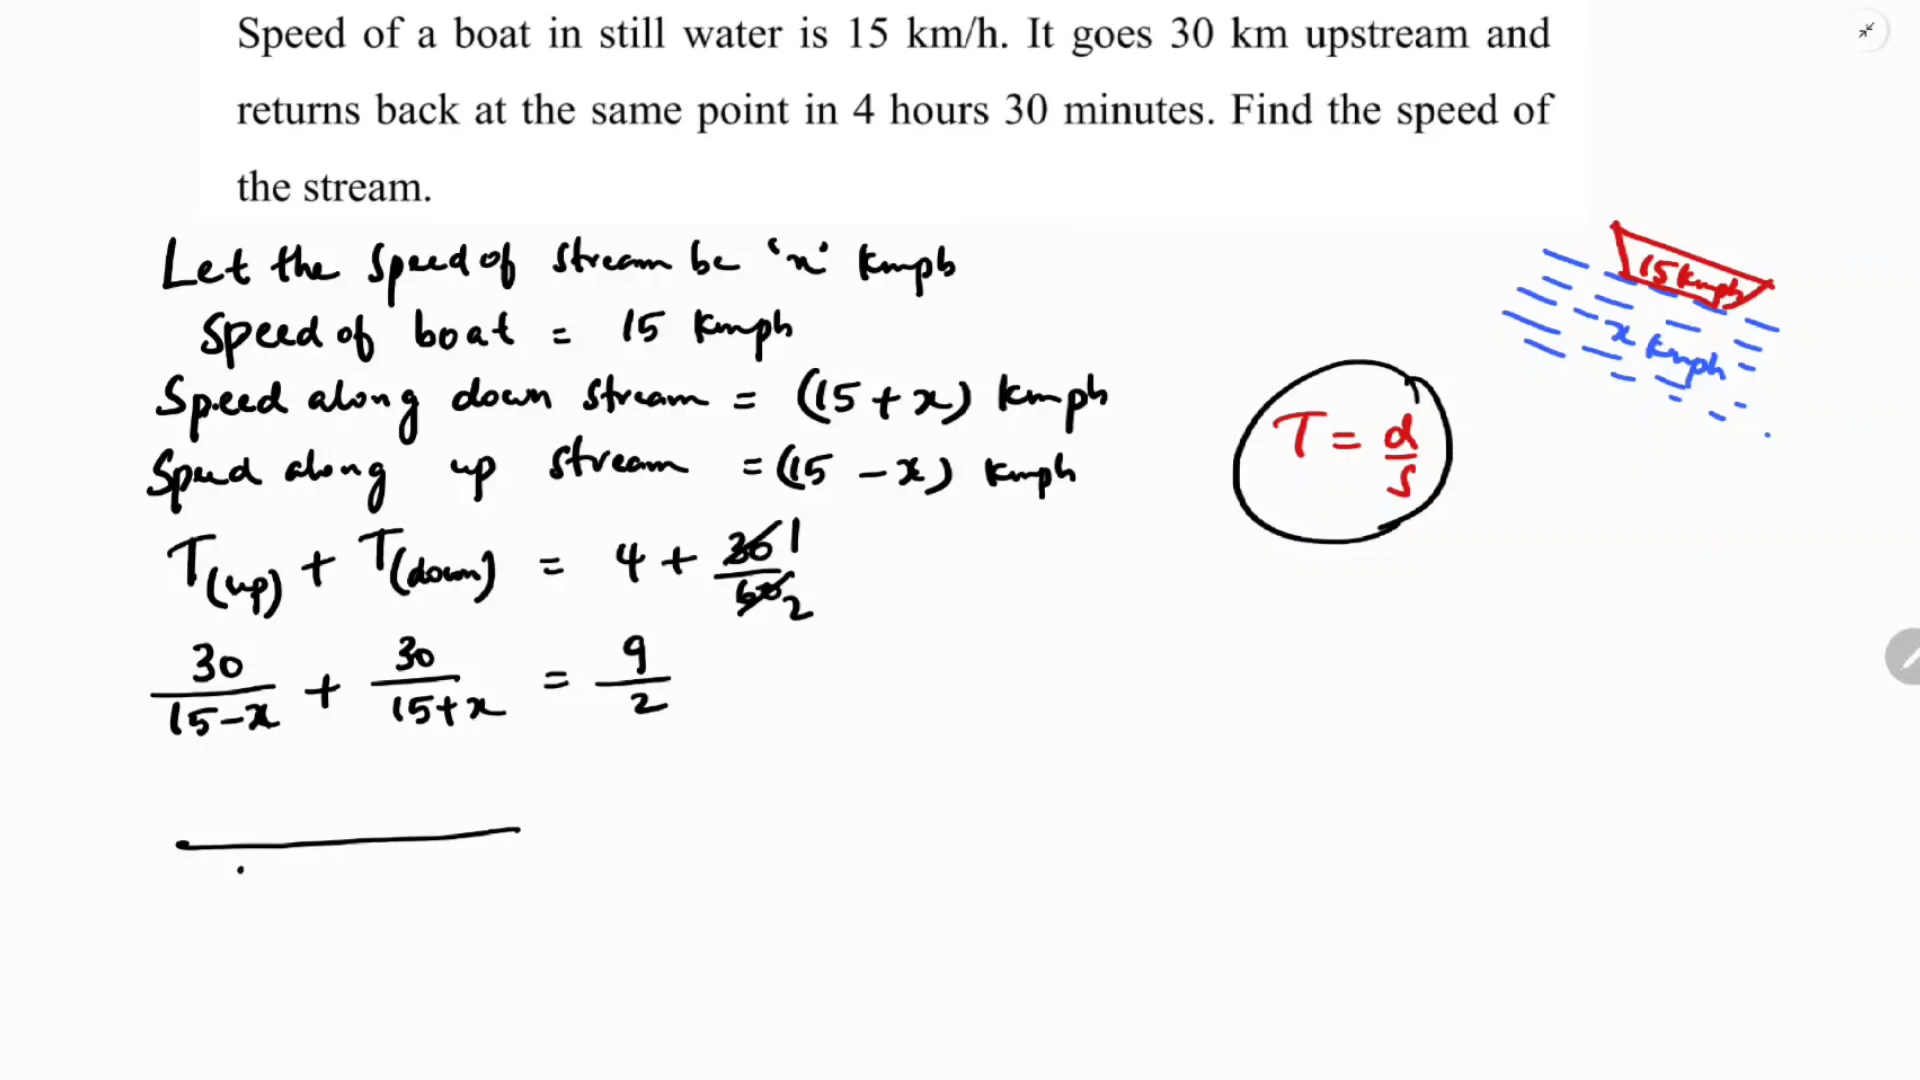 Speed of a boat in still water is 15 km/h. It goes 30 km upstream and
returns back at the same point in 4 hours 30 minutes. Find the speed of
the stream.
Let the speed of stream be 'x' kmph
Speed of boat = 15 kmph
Speed along down stream = (15 + x) kmph
Speed along up stream = (15 - x) kmph
T(up) + T(down) = 4 + 30/60 1/2
30/(15-x) + 30/(15+x) = 9/2
T = d/s
15 kmph
x kmph